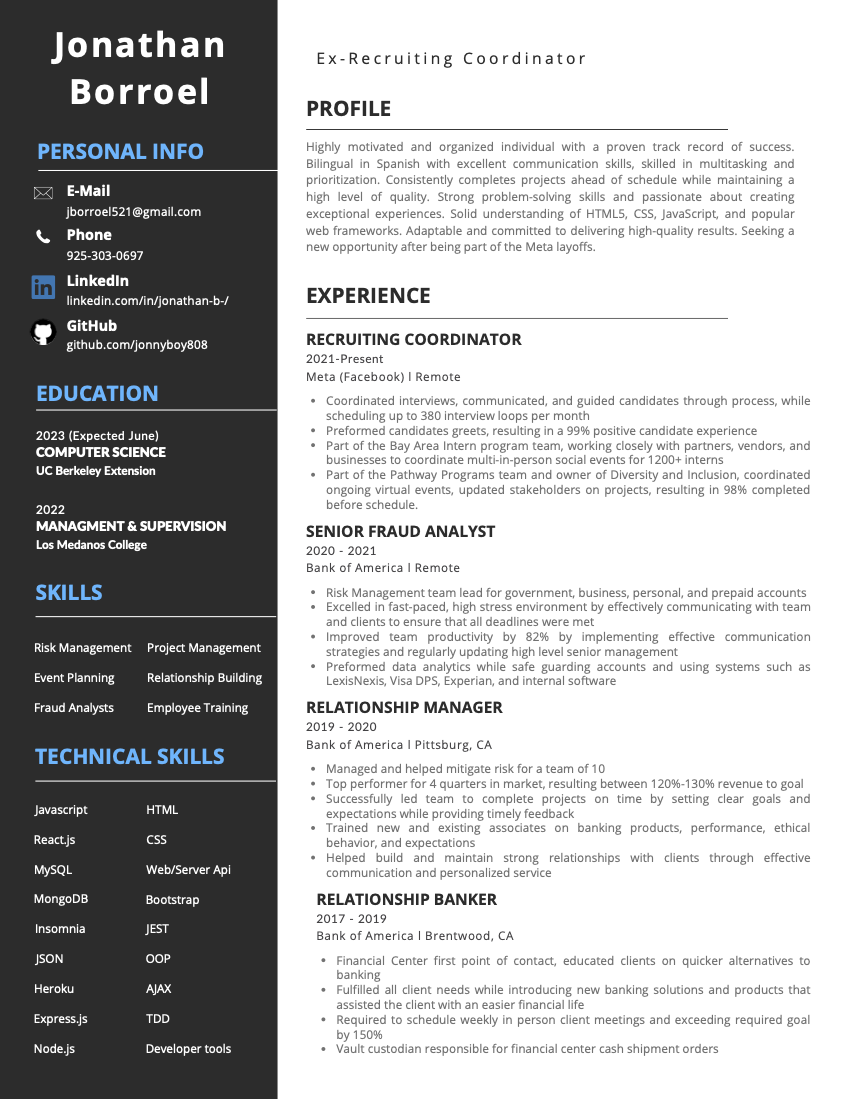 Jonathan
Borroel
PERSONAL INFO
E-Mail
jborroel521@gmail.com
Phone
925-303-0697
LinkedIn
linkedin.com/in/jonathan-b-/
GitHub
github.com/jonnyboy808
EDUCATION
2023 (Expected June)
COMPUTER SCIENCE
UC Berkeley Extension
2022
MANAGMENT & SUPERVISION
Los Medanos College
SKILLS
Risk Management Project Management
Event Planning Relationship Building
Fraud Analysts Employee Training
TECHNICAL SKILLS
Javascript HTML
React.js CSS
MySQL Web/Server Api
MongoDB Bootstrap
Insomnia JEST
JSON OOP
Heroku AJAX
Express.js TDD
Node.js Developer tools
Ex-Recruiting Coordinator
PROFILE
Highly motivated and organized individual with a proven track record of success.
Bilingual in Spanish with excellent communication skills, skilled in multitasking and
prioritization. Consistently completes projects ahead of schedule while maintaining a
high level of quality. Strong problem-solving skills and passionate about creating
exceptional experiences. Solid understanding of HTML5, CSS, JavaScript, and popular
web frameworks. Adaptable and committed to delivering high-quality results. Seeking a
new opportunity after being part of the Meta layoffs.
EXPERIENCE
RECRUITING COORDINATOR
2021-Present
Meta (Facebook) l Remote
• Coordinated interviews, communicated, and guided candidates through process, while
scheduling up to 380 interview loops per month
• Preformed candidates greets, resulting in a 99% positive candidate experience
• Part of the Bay Area Intern program team, working closely with partners, vendors, and
businesses to coordinate multi-in-person social events for 1200+ interns
• Part of the Pathway Programs team and owner of Diversity and Inclusion, coordinated
ongoing virtual events, updated stakeholders on projects, resulting in 98% completed
before schedule.
SENIOR FRAUD ANALYST
2020 - 2021
Bank of America l Remote
• Risk Management team lead for government, business, personal, and prepaid accounts
• Excelled in fast-paced, high stress environment by effectively communicating with team
and clients to ensure that all deadlines were met
• Improved team productivity by 82% by implementing effective communication
strategies and regularly updating high level senior management
• Preformed data analytics while safe guarding accounts and using systems such as
LexisNexis, Visa DPS, Experian, and internal software
RELATIONSHIP MANAGER
2019 - 2020
Bank of America l Pittsburg, CA
• Managed and helped mitigate risk for a team of 10
• Top performer for 4 quarters in market, resulting between 120%-130% revenue to goal
• Successfully led team to complete projects on time by setting clear goals and
expectations while providing timely feedback
• Trained new and existing associates on banking products, performance, ethical
behavior, and expectations
• Helped build and maintain strong relationships with clients through effective
communication and personalized service
RELATIONSHIP BANKER
2017 - 2019
Bank of America l Brentwood, CA
• Financial Center first point of contact, educated clients on quicker alternatives to
banking
• Fulfilled all client needs while introducing new banking solutions and products that
assisted the client with an easier financial life
• Required to schedule weekly in person client meetings and exceeding required goal
by 150%
• Vault custodian responsible for financial center cash shipment orders